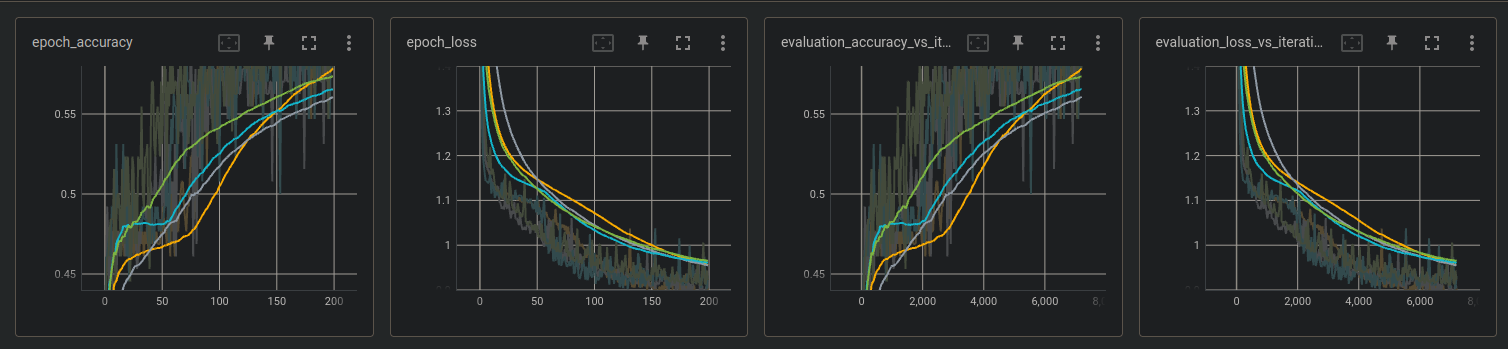 epoch_accuracy
0.55
0.5
0.45
0 50 100 150 200
epoch_loss
1.3
1.2
1.1
1
0 50 100 150 200
evaluation_accuracy_vs_it…
0.55
0.5
0.45
0 2,000 4,000 6,000
evaluation_loss_vs_iterati…
1.3
1.2
1.1
1
0 2,000 4,000 6,000